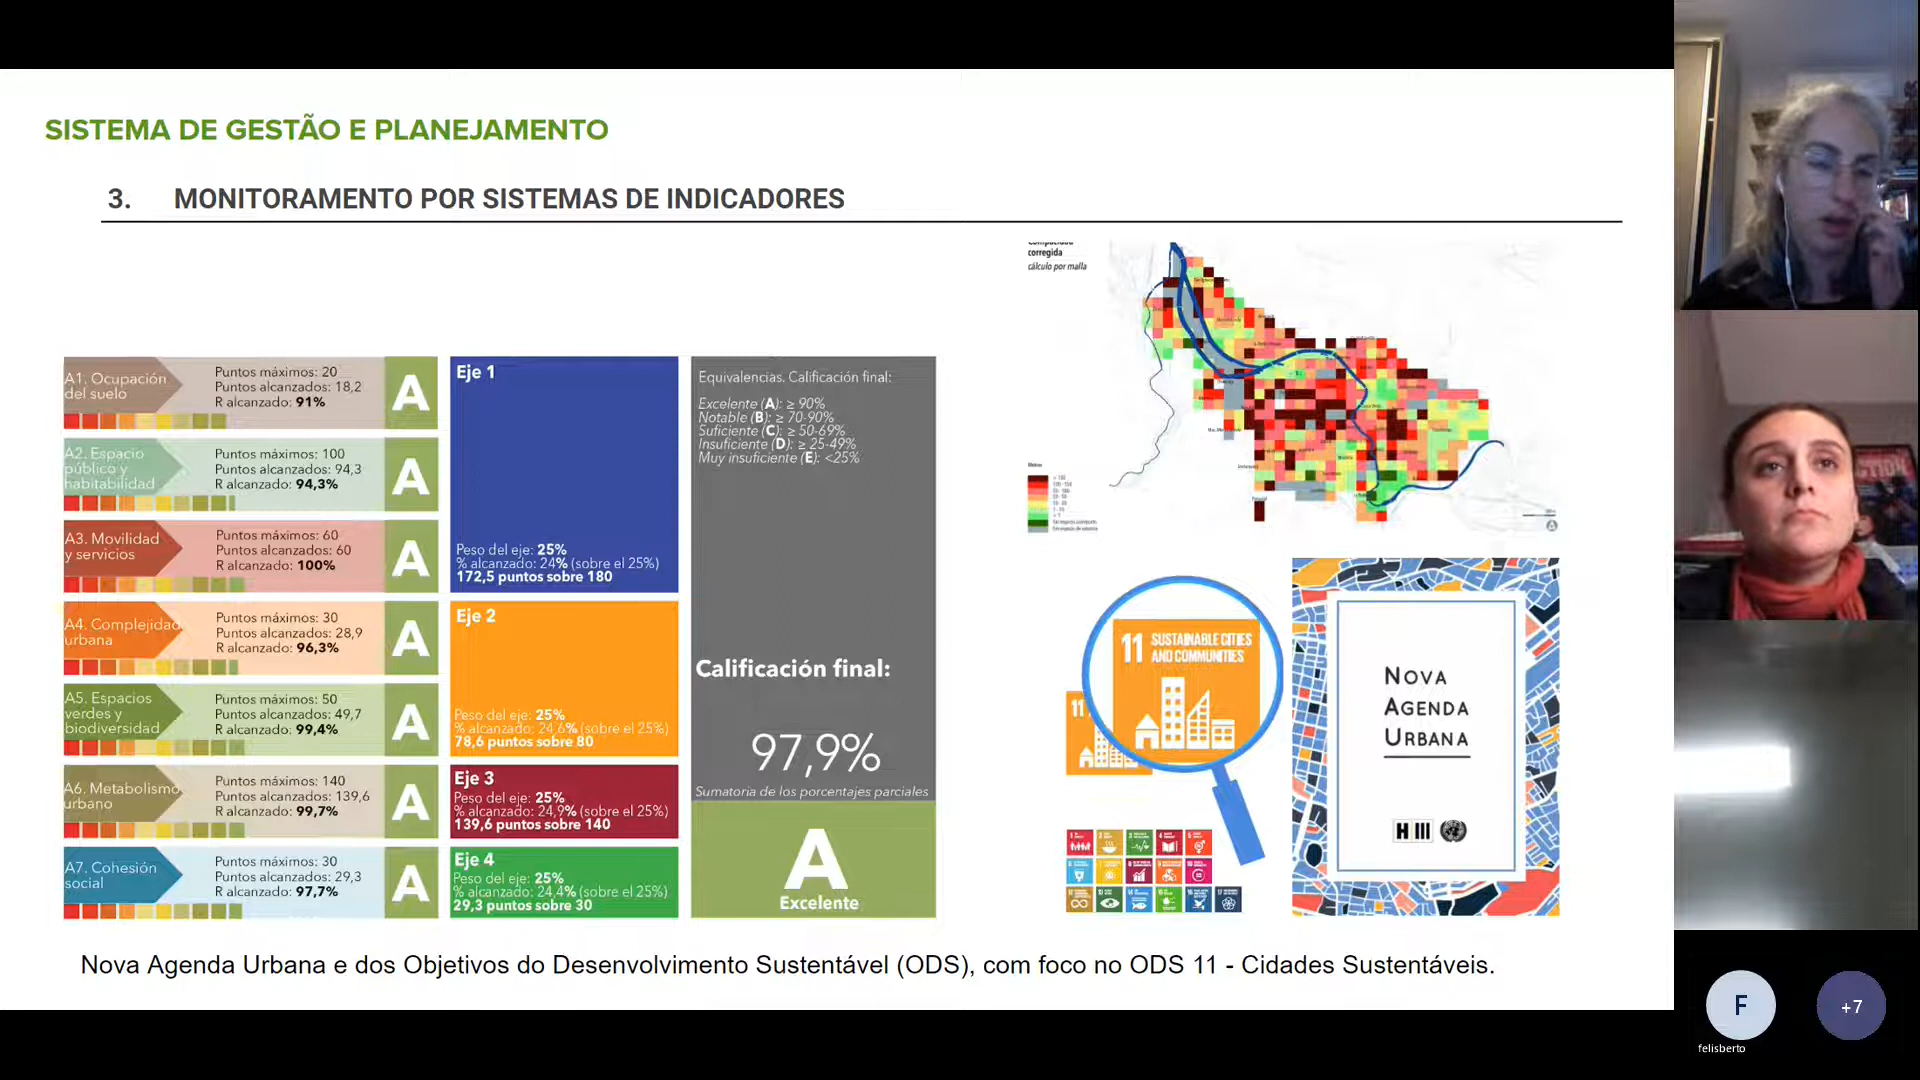 SISTEMA DE GESTÃO E PLANEJAMENTO
3. MONITORAMENTO POR SISTEMAS DE INDICADORES
A1. Ocupación
del suelo
Puntos máximos: 20
Puntos alcanzados: 18,2
R alcanzado: 91%
A
A2. Espacio
público y
habitabilidad
Puntos máximos: 100
Puntos alcanzados: 94,3
R alcanzado: 94,3%
A
A3. Movilidad
y servicios
Puntos máximos: 60
Puntos alcanzados: 60
R alcanzado: 100%
A
A4. Complejidad
urbana
Puntos máximos: 30
Puntos alcanzados: 28,9
R alcanzado: 96,3%
A
A5. Espacios
verdes y
biodiversidad
Puntos máximos: 50
Puntos alcanzados: 49,7
R alcanzado: 99,4%
A
A6. Metabolismo
urbano
Puntos máximos: 140
Puntos alcanzados: 139,6
R alcanzado: 99,7%
A
A7. Cohesión
social
Puntos máximos: 30
Puntos alcanzados: 29,3
R alcanzado: 97,7%
A
Eje 1
Peso del eje: 25%
% alcanzado: 24% (sobre el 25%)
172,5 puntos sobre 180
Eje 2
Peso del eje: 25%
% alcanzado: 24,6% (sobre el 25%)
78,6 puntos sobre 80
Eje 3
Peso del eje: 25%
% alcanzado: 24,9% (sobre el 25%)
139,6 puntos sobre 140
Eje 4
Peso del eje: 25%
% alcanzado: 24,4% (sobre el 25%)
29,3 puntos sobre 30
Equivalencias. Calificación final:
Excelente (A): ≥ 90%
Notable (B): ≥ 70-90%
Suficiente (C): ≥ 50-69%
Insuficiente (D): ≥ 25-49%
Muy insuficiente (E): <25%
Calificación final:
97,9%
Sumatoria de los porcentajes parciales
A
Excelente
corregida
cálculo por malla
11 SUSTAINABLE CITIES
AND COMMUNITIES
11
NOVA
AGENDA
URBANA
Nova Agenda Urbana e dos Objetivos do Desenvolvimento Sustentável (ODS), com foco no ODS 11 - Cidades Sustentáveis.
F
felisberto
+7